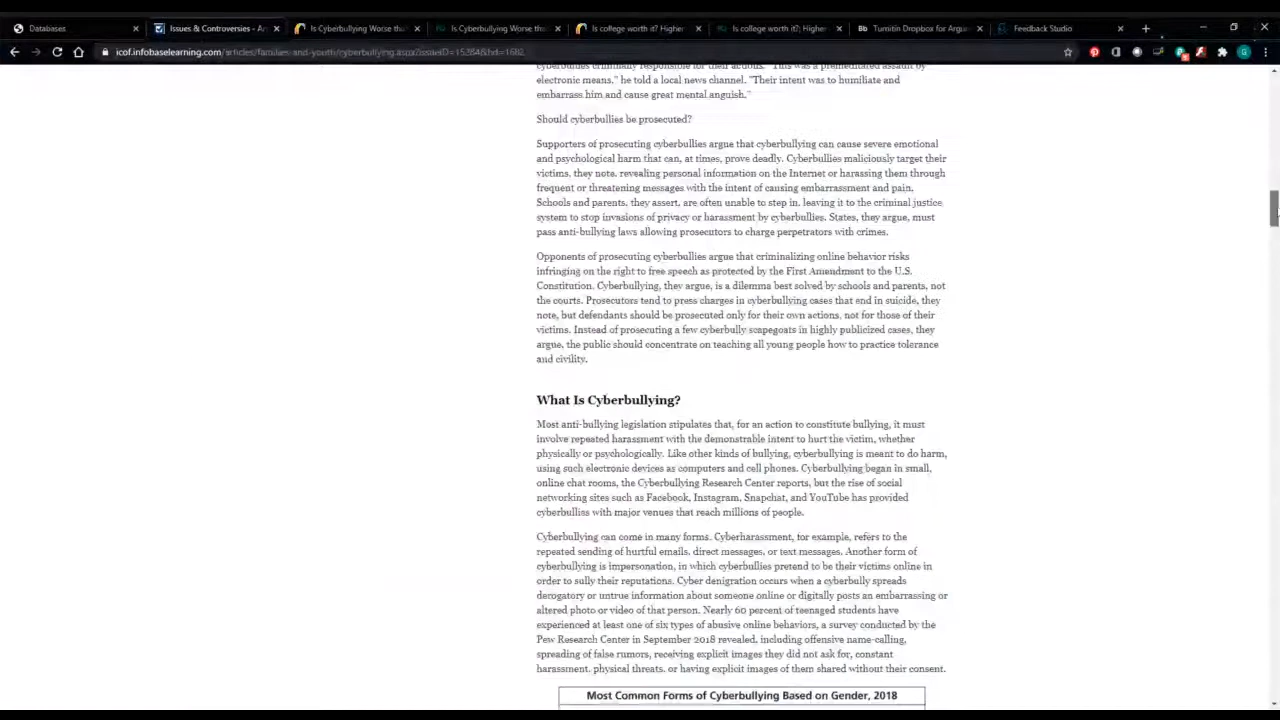 Databases
Issues & Controversies - An
Is Cyberbullying Worse tha
Is Cyberbullying Worse tha
Is college worth it? Higher
Is college worth it?: Higher
Turnitin Dropbox for Argu
Feedback Studio
icof.infobaselearning.com/articles/families-and-youth/cyberbullying.aspx?issueID=15384&hd=1682
cyberbullies criminally responsible for their actions. "This was a premeditated assault by
electronic means," he told a local news channel. "Their intent was to humiliate and
embarrass him and cause great mental anguish."
Should cyberbullies be prosecuted?
Supporters of prosecuting cyberbullies argue that cyberbullying can cause severe emotional
and psychological harm that can, at times, prove deadly. Cyberbullies maliciously target their
victims, they note, revealing personal information on the Internet or harassing them through
frequent or threatening messages with the intent of causing embarrassment and pain.
Schools and parents, they assert, are often unable to step in, leaving it to the criminal justice
system to stop invasions of privacy or harassment by cyberbullies. States, they argue, must
pass anti-bullying laws allowing prosecutors to charge perpetrators with crimes.
Opponents of prosecuting cyberbullies argue that criminalizing online behavior risks
infringing on the right to free speech as protected by the First Amendment to the U.S.
Constitution. Cyberbullying, they argue, is a dilemma best solved by schools and parents, not
the courts. Prosecutors tend to press charges in cyberbullying cases that end in suicide, they
note, but defendants should be prosecuted only for their own actions, not for those of their
victims. Instead of prosecuting a few cyberbully scapegoats in highly publicized cases, they
argue, the public should concentrate on teaching all young people how to practice tolerance
and civility.
What Is Cyberbullying?
Most anti-bullying legislation stipulates that, for an action to constitute bullying, it must
involve repeated harassment with the demonstrable intent to hurt the victim, whether
physically or psychologically. Like other kinds of bullying, cyberbullying is meant to do harm,
using such electronic devices as computers and cell phones. Cyberbullying began in small,
online chat rooms, the Cyberbullying Research Center reports, but the rise of social
networking sites such as Facebook, Instagram, Snapchat, and YouTube has provided
cyberbullies with major venues that reach millions of people.
Cyberbullying can come in many forms. Cyberharassment, for example, refers to the
repeated sending of hurtful emails, direct messages, or text messages. Another form of
cyberbullying is impersonation, in which cyberbullies pretend to be their victims online in
order to sully their reputations. Cyber denigration occurs when a cyberbully spreads
derogatory or untrue information about someone online or digitally posts an embarrassing or
altered photo or video of that person. Nearly 60 percent of teenaged students have
experienced at least one of six types of abusive online behaviors, a survey conducted by the
Pew Research Center in September 2018 revealed, including offensive name-calling,
spreading of false rumors, receiving explicit images they did not ask for, constant
harassment, physical threats, or having explicit images of them shared without their consent.
Most Common Forms of Cyberbullying Based on Gender, 2018